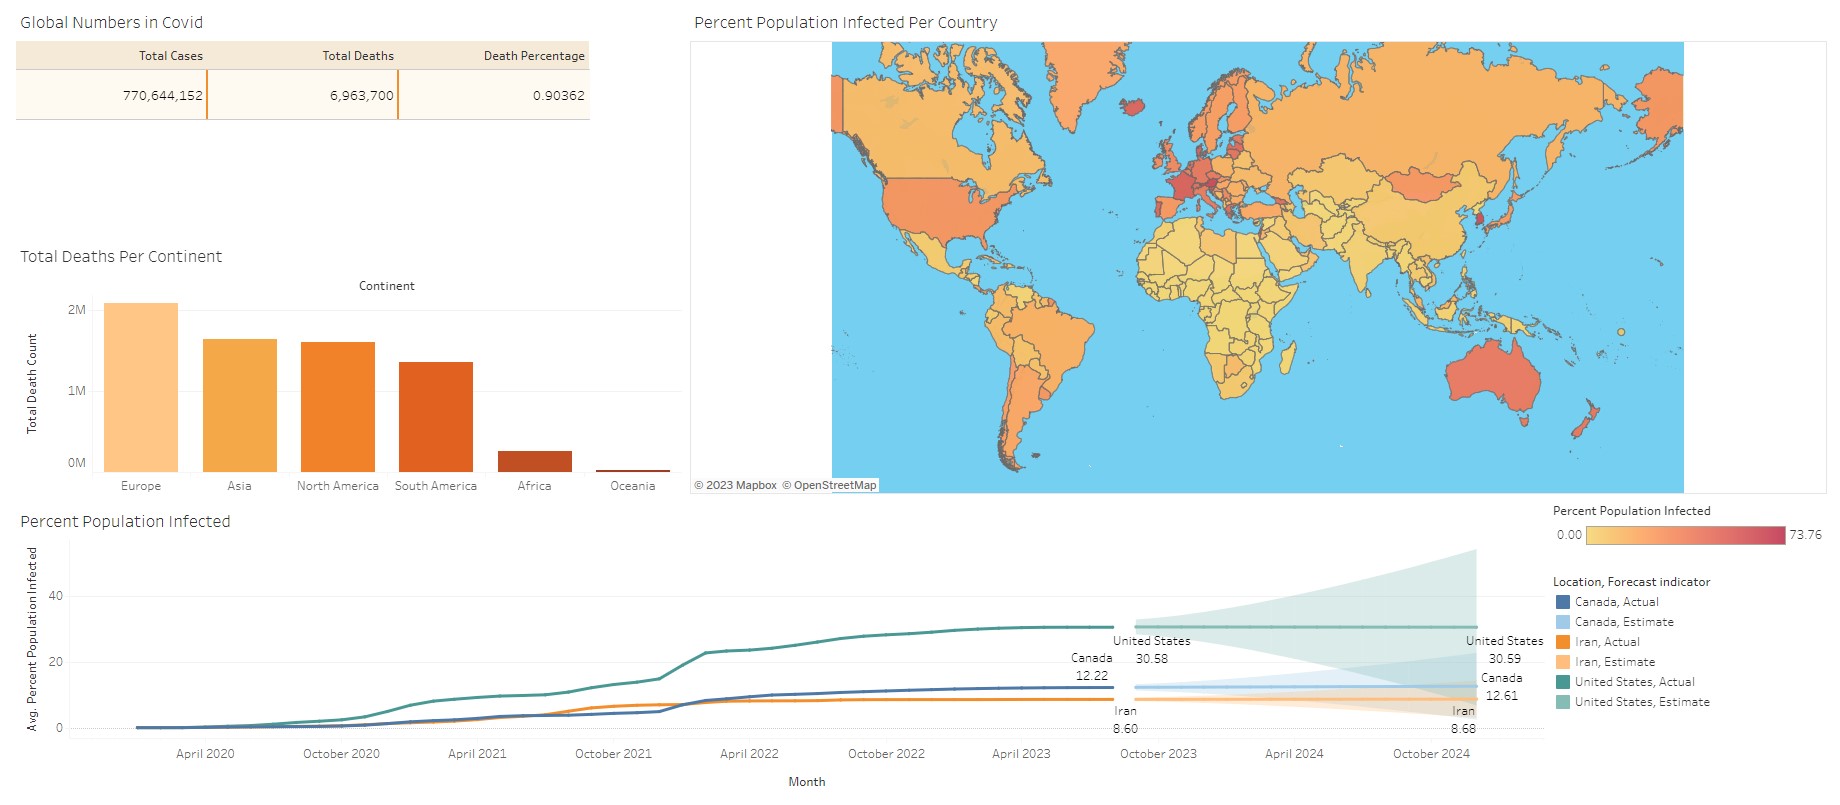 Global Numbers in Covid
Total Cases Total Deaths Death Percentage
770,644,152 6,963,700 0.90362
Percent Population Infected Per Country
© 2023 Mapbox © OpenStreetMap
Total Deaths Per Continent
Continent
Total Death Count
2M
1M
0M
Europe Asia North America South America Africa Oceania
Percent Population Infected
Avg. Percent Population Infected
40
20
0
United States
30.58
Canada
12.22
Iran
8.60
United States
30.59
Canada
12.61
Iran
8.68
April 2020 October 2020 April 2021 October 2021 April 2022 October 2022 April 2023 October 2023 April 2024 October 2024
Month
Percent Population Infected
0.00 73.76
Location, Forecast indicator
Canada, Actual
Canada, Estimate
Iran, Actual
Iran, Estimate
United States, Actual
United States, Estimate